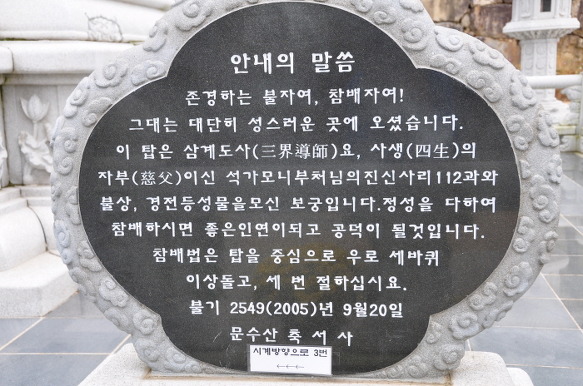 안내의 말씀
존경하는 불자여, 참배자여!
그대는 대단히 성스러운 곳에 오셨습니다.
이 탑은 삼계도사(三界導師)요, 사생(四生)의
자부(慈父)이신 석가모니부처님의진신사리112과와
불상, 경전등성물을모신 보궁입니다.정성을 다하여
참배하시면 좋은인연이되고 공덕이 될것입니다.
참배법은 탑을 중심으로 우로 세바퀴
이상돌고, 세 번 절하십시요.
불기 2549(2005)년 9월20일
문수산 축 서 사
시계방향으로 3번